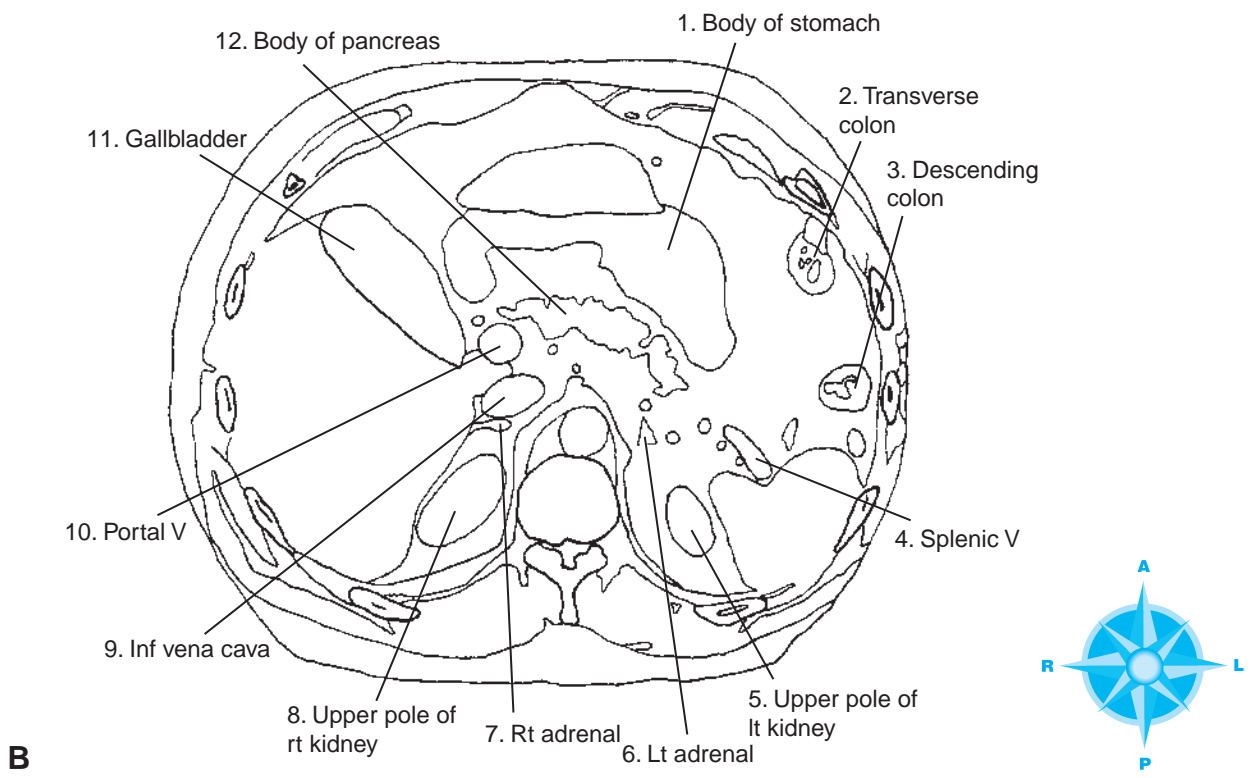 12. Body of pancreas
1. Body of stomach
2. Transverse
colon
11. Gallbladder
3. Descending
colon
10. Portal V
4. Splenic V
9. Inf vena cava
8. Upper pole of
rt kidney
7. Rt adrenal
6. Lt adrenal
5. Upper pole of
lt kidney
A
R
L
P
B